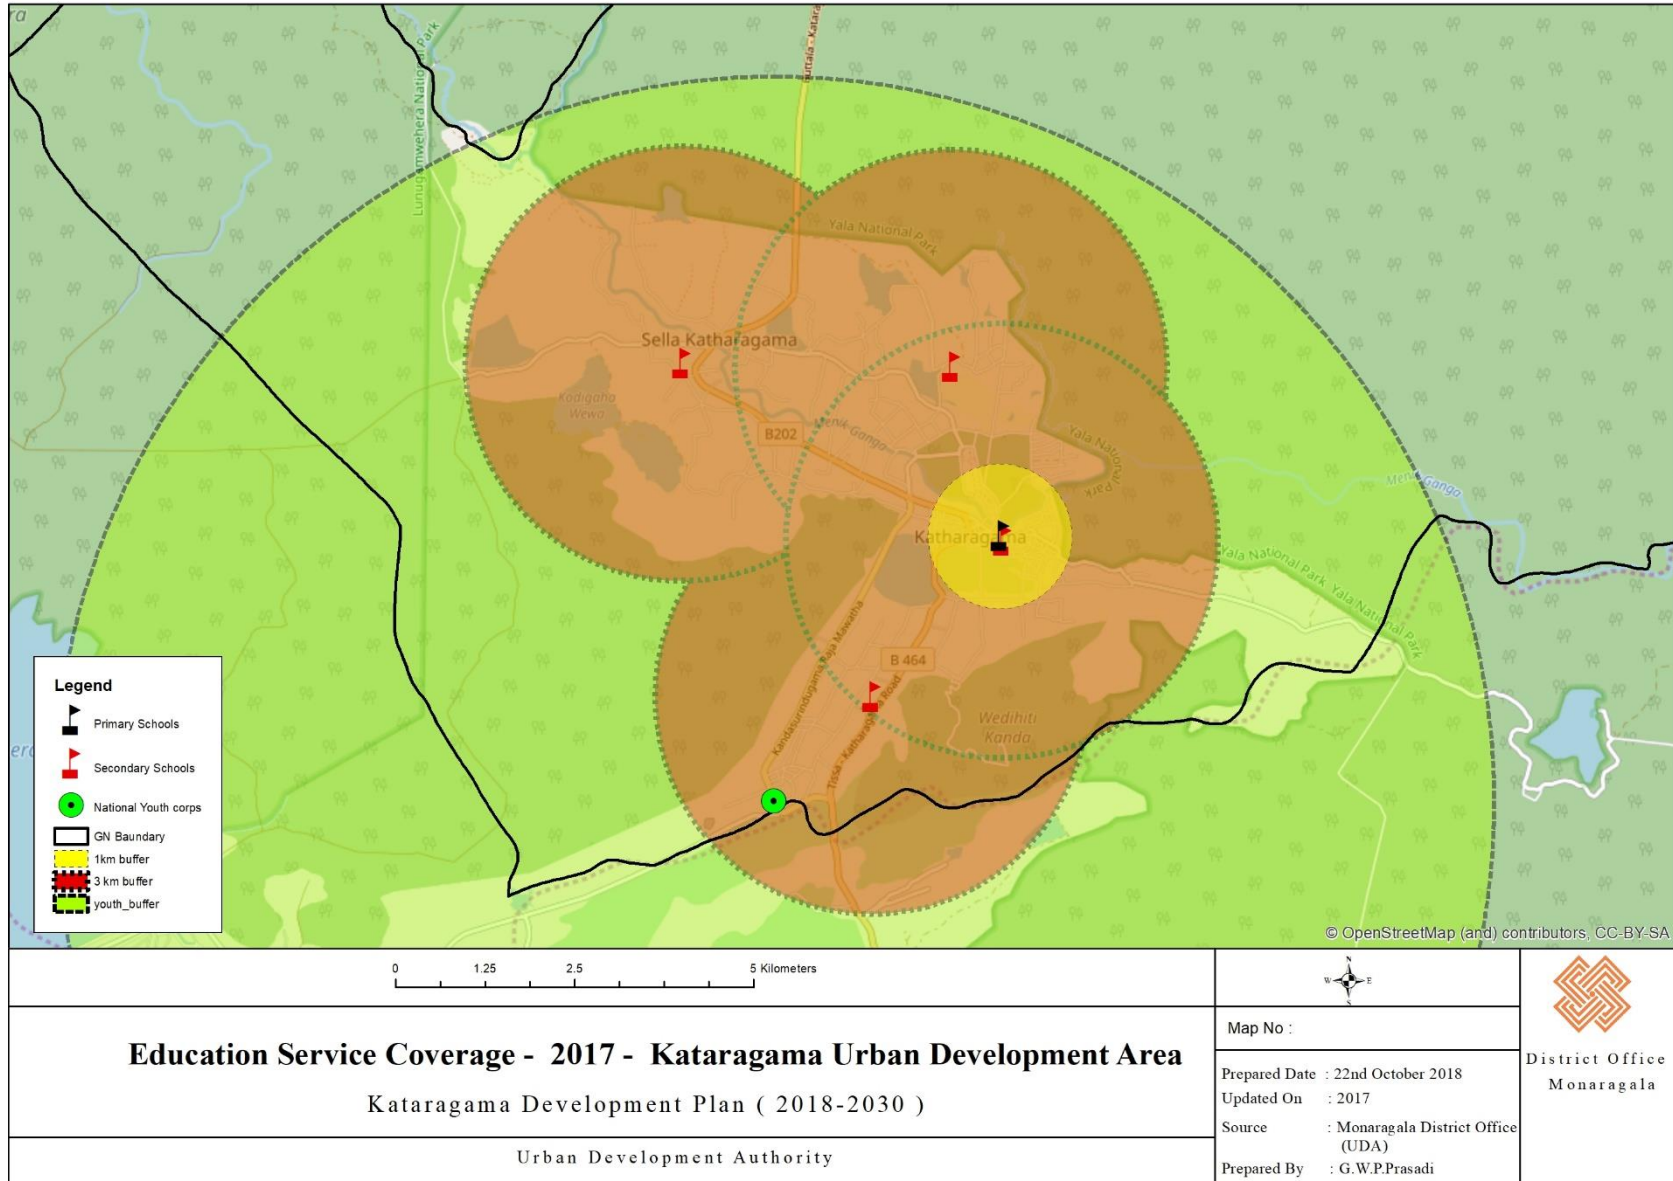 Lunugamwehera National Park
Buttala - Katara
Yala National Park
Sella Katharagama
Kodigaha
Wewa
B202
Menik Ganga
Yala National Park
Menik Ganga
Katharagama
Yala National Park
Yala National Park
Kandasurindugama Raja Mawatha
B 464
Tissa - Katharagama Road
Wedihiti
Kanda
Legend
Primary Schools
Secondary Schools
National Youth corps
GN Baundary
1km buffer
3 km buffer
youth_buffer
© OpenStreetMap (and) contributors, CC-BY-SA
0 1.25 2.5 5 Kilometers
N
W E
S
Education Service Coverage - 2017 - Kataragama Urban Development Area
Kataragama Development Plan ( 2018-2030 )
Urban Development Authority
Map No :
Prepared Date : 22nd October 2018
Updated On : 2017
Source : Monaragala District Office
(UDA)
Prepared By : G.W.P.Prasadi
District Office
Monaragala